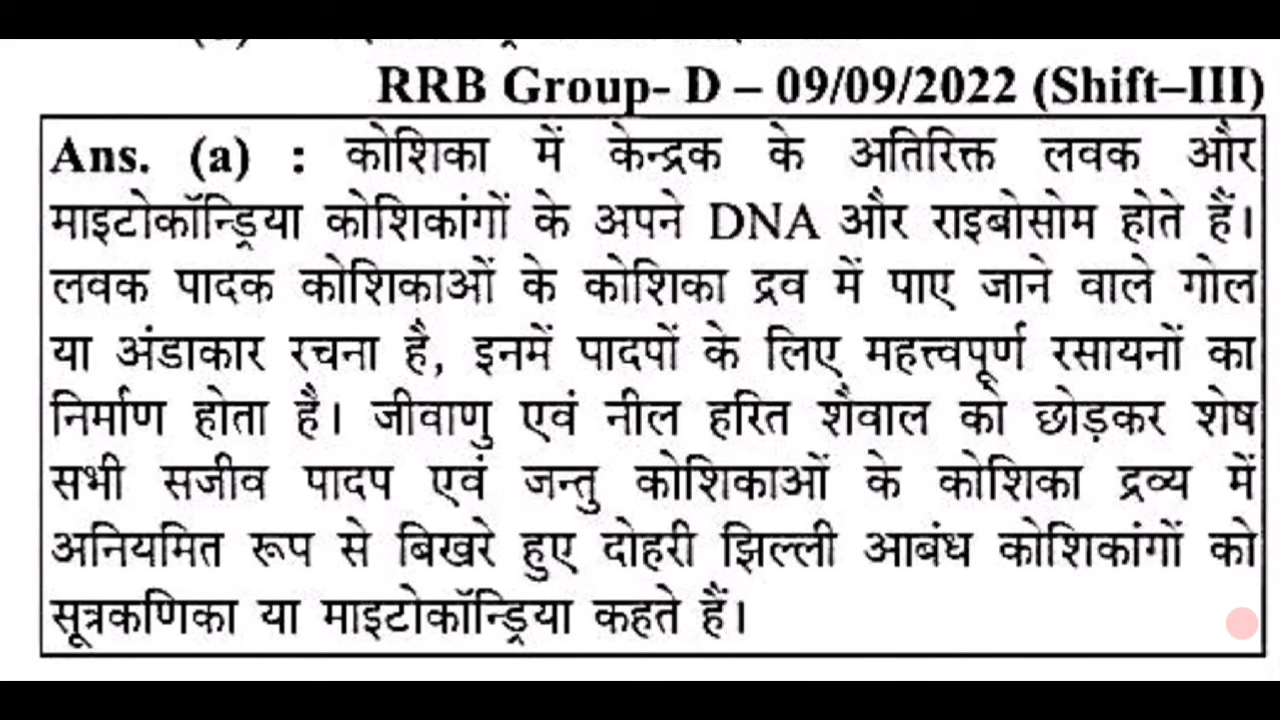 RRB Group- D – 09/09/2022 (Shift–III)
Ans. (a) : कोशिका में केन्द्रक के अतिरिक्त लवक और
माइटोकॉन्ड्रिया कोशिकांगों के अपने DNA और राइबोसोम होते हैं।
लवक पादक कोशिकाओं के कोशिका द्रव में पाए जाने वाले गोल
या अंडाकार रचना है, इनमें पादपों के लिए महत्त्वपूर्ण रसायनों का
निर्माण होता है। जीवाणु एवं नील हरित शैवाल को छोड़कर शेष
सभी सजीव पादप एवं जन्तु कोशिकाओं के कोशिका द्रव्य में
अनियमित रूप से बिखरे हुए दोहरी झिल्ली आबंध कोशिकांगों को
सूत्रकणिका या माइटोकॉन्ड्रिया कहते हैं।